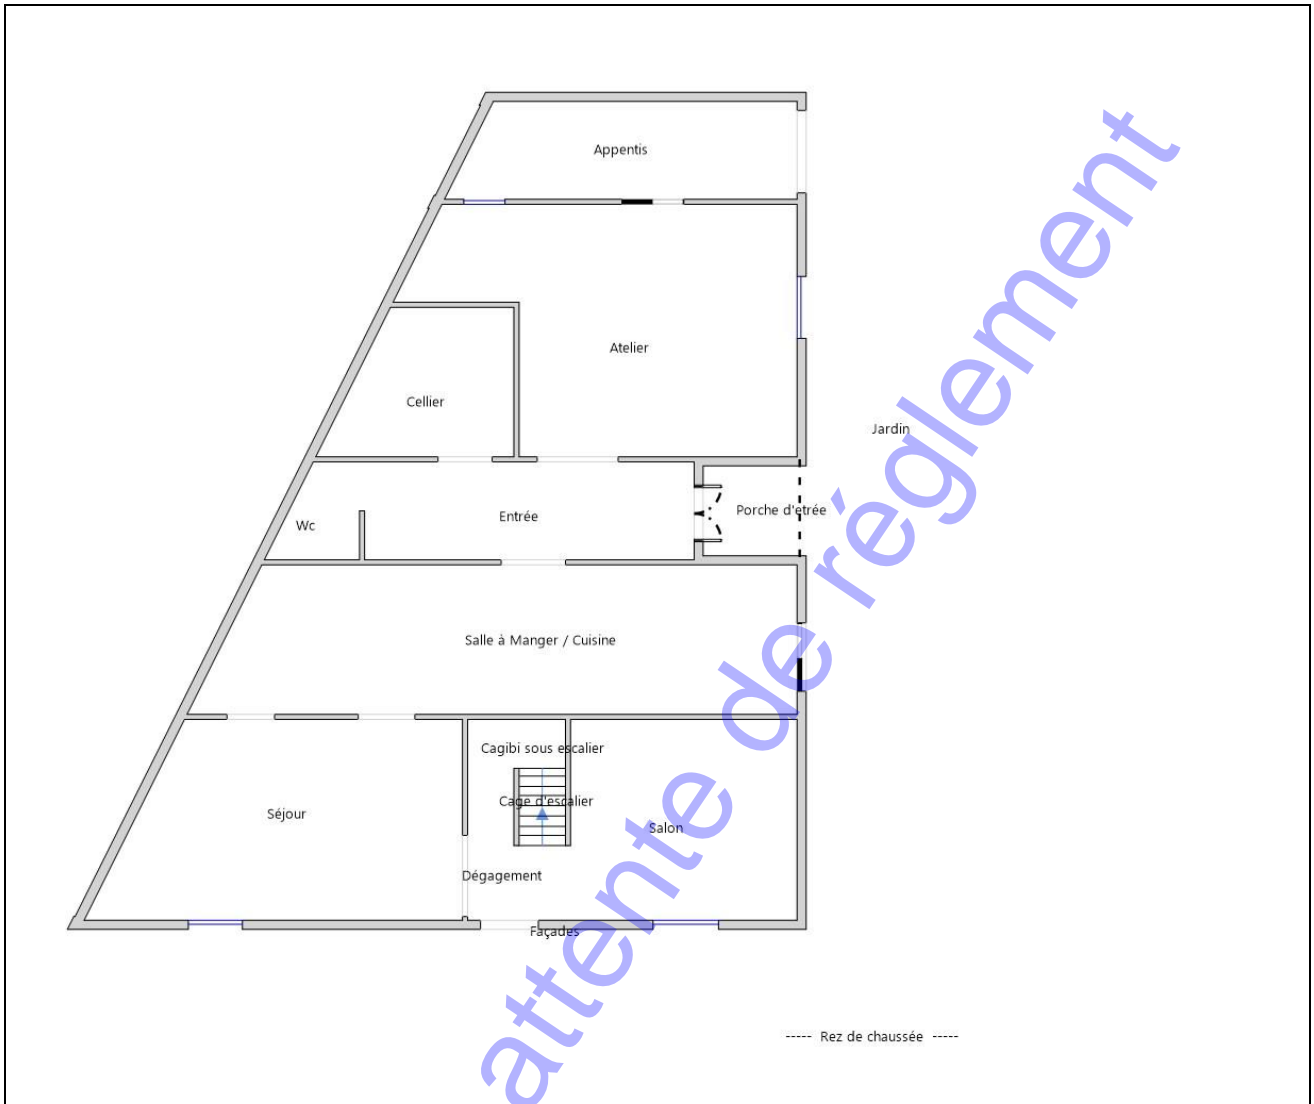 Appentis
Atelier
Cellier
Jardin
Porche d'etrée
Entrée
Wc
Salle à Manger / Cuisine
Cagibi sous escalier
Cage d'escalier
Séjour
Salon
Dégagement
Façades
----- Rez de chaussée -----
attente de réglement